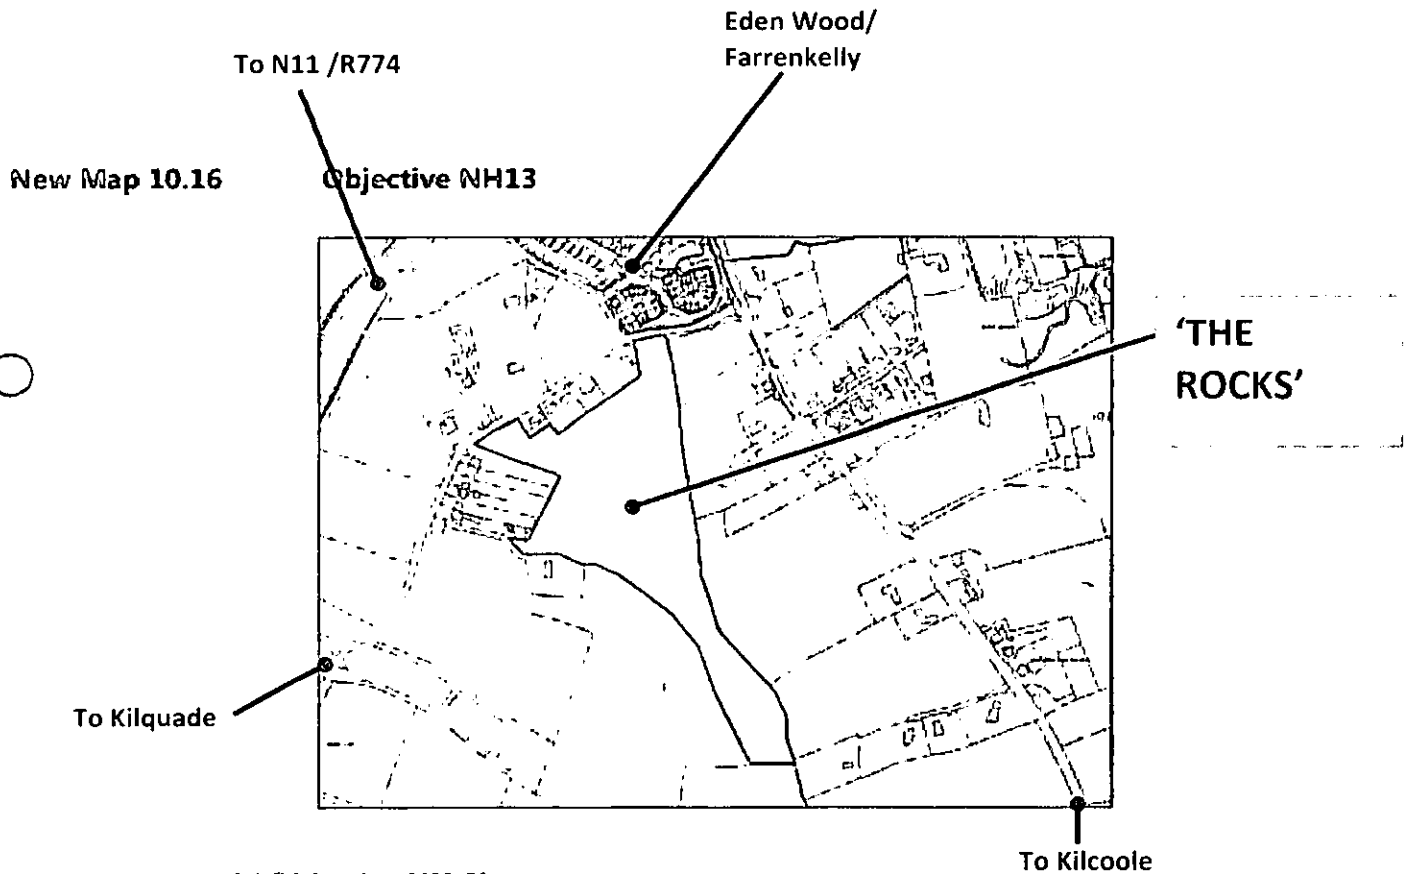 Eden Wood/
Farrenkelly
To N11 /R774
New Map 10.16 Objective NH13
'THE
ROCKS'
To Kilquade
To Kilcoole